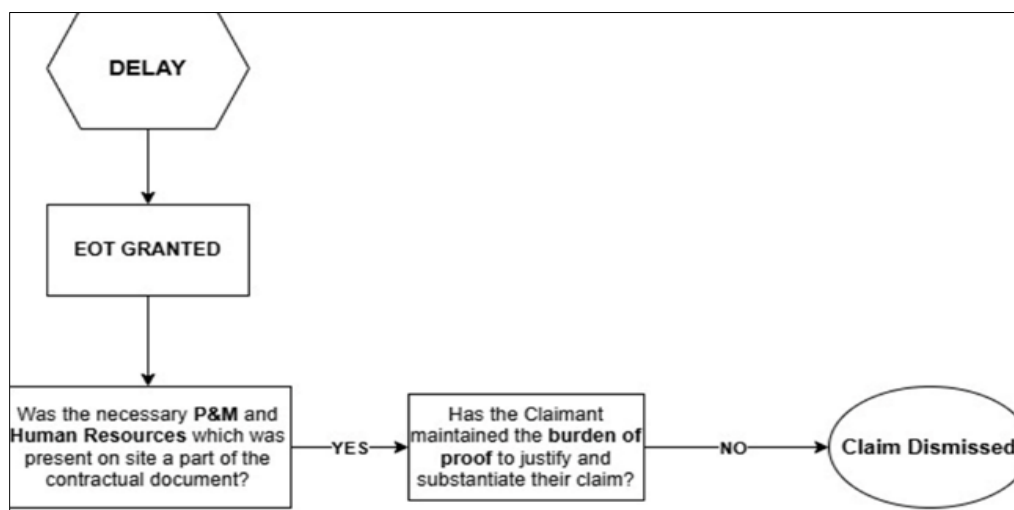 DELAY
EOT GRANTED
Was the necessary P&M and
Human Resources which was
present on site a part of the
contractual document?
YES
Has the Claimant
maintained the burden of
proof to justify and
substantiate their claim?
NO
Claim Dismissed